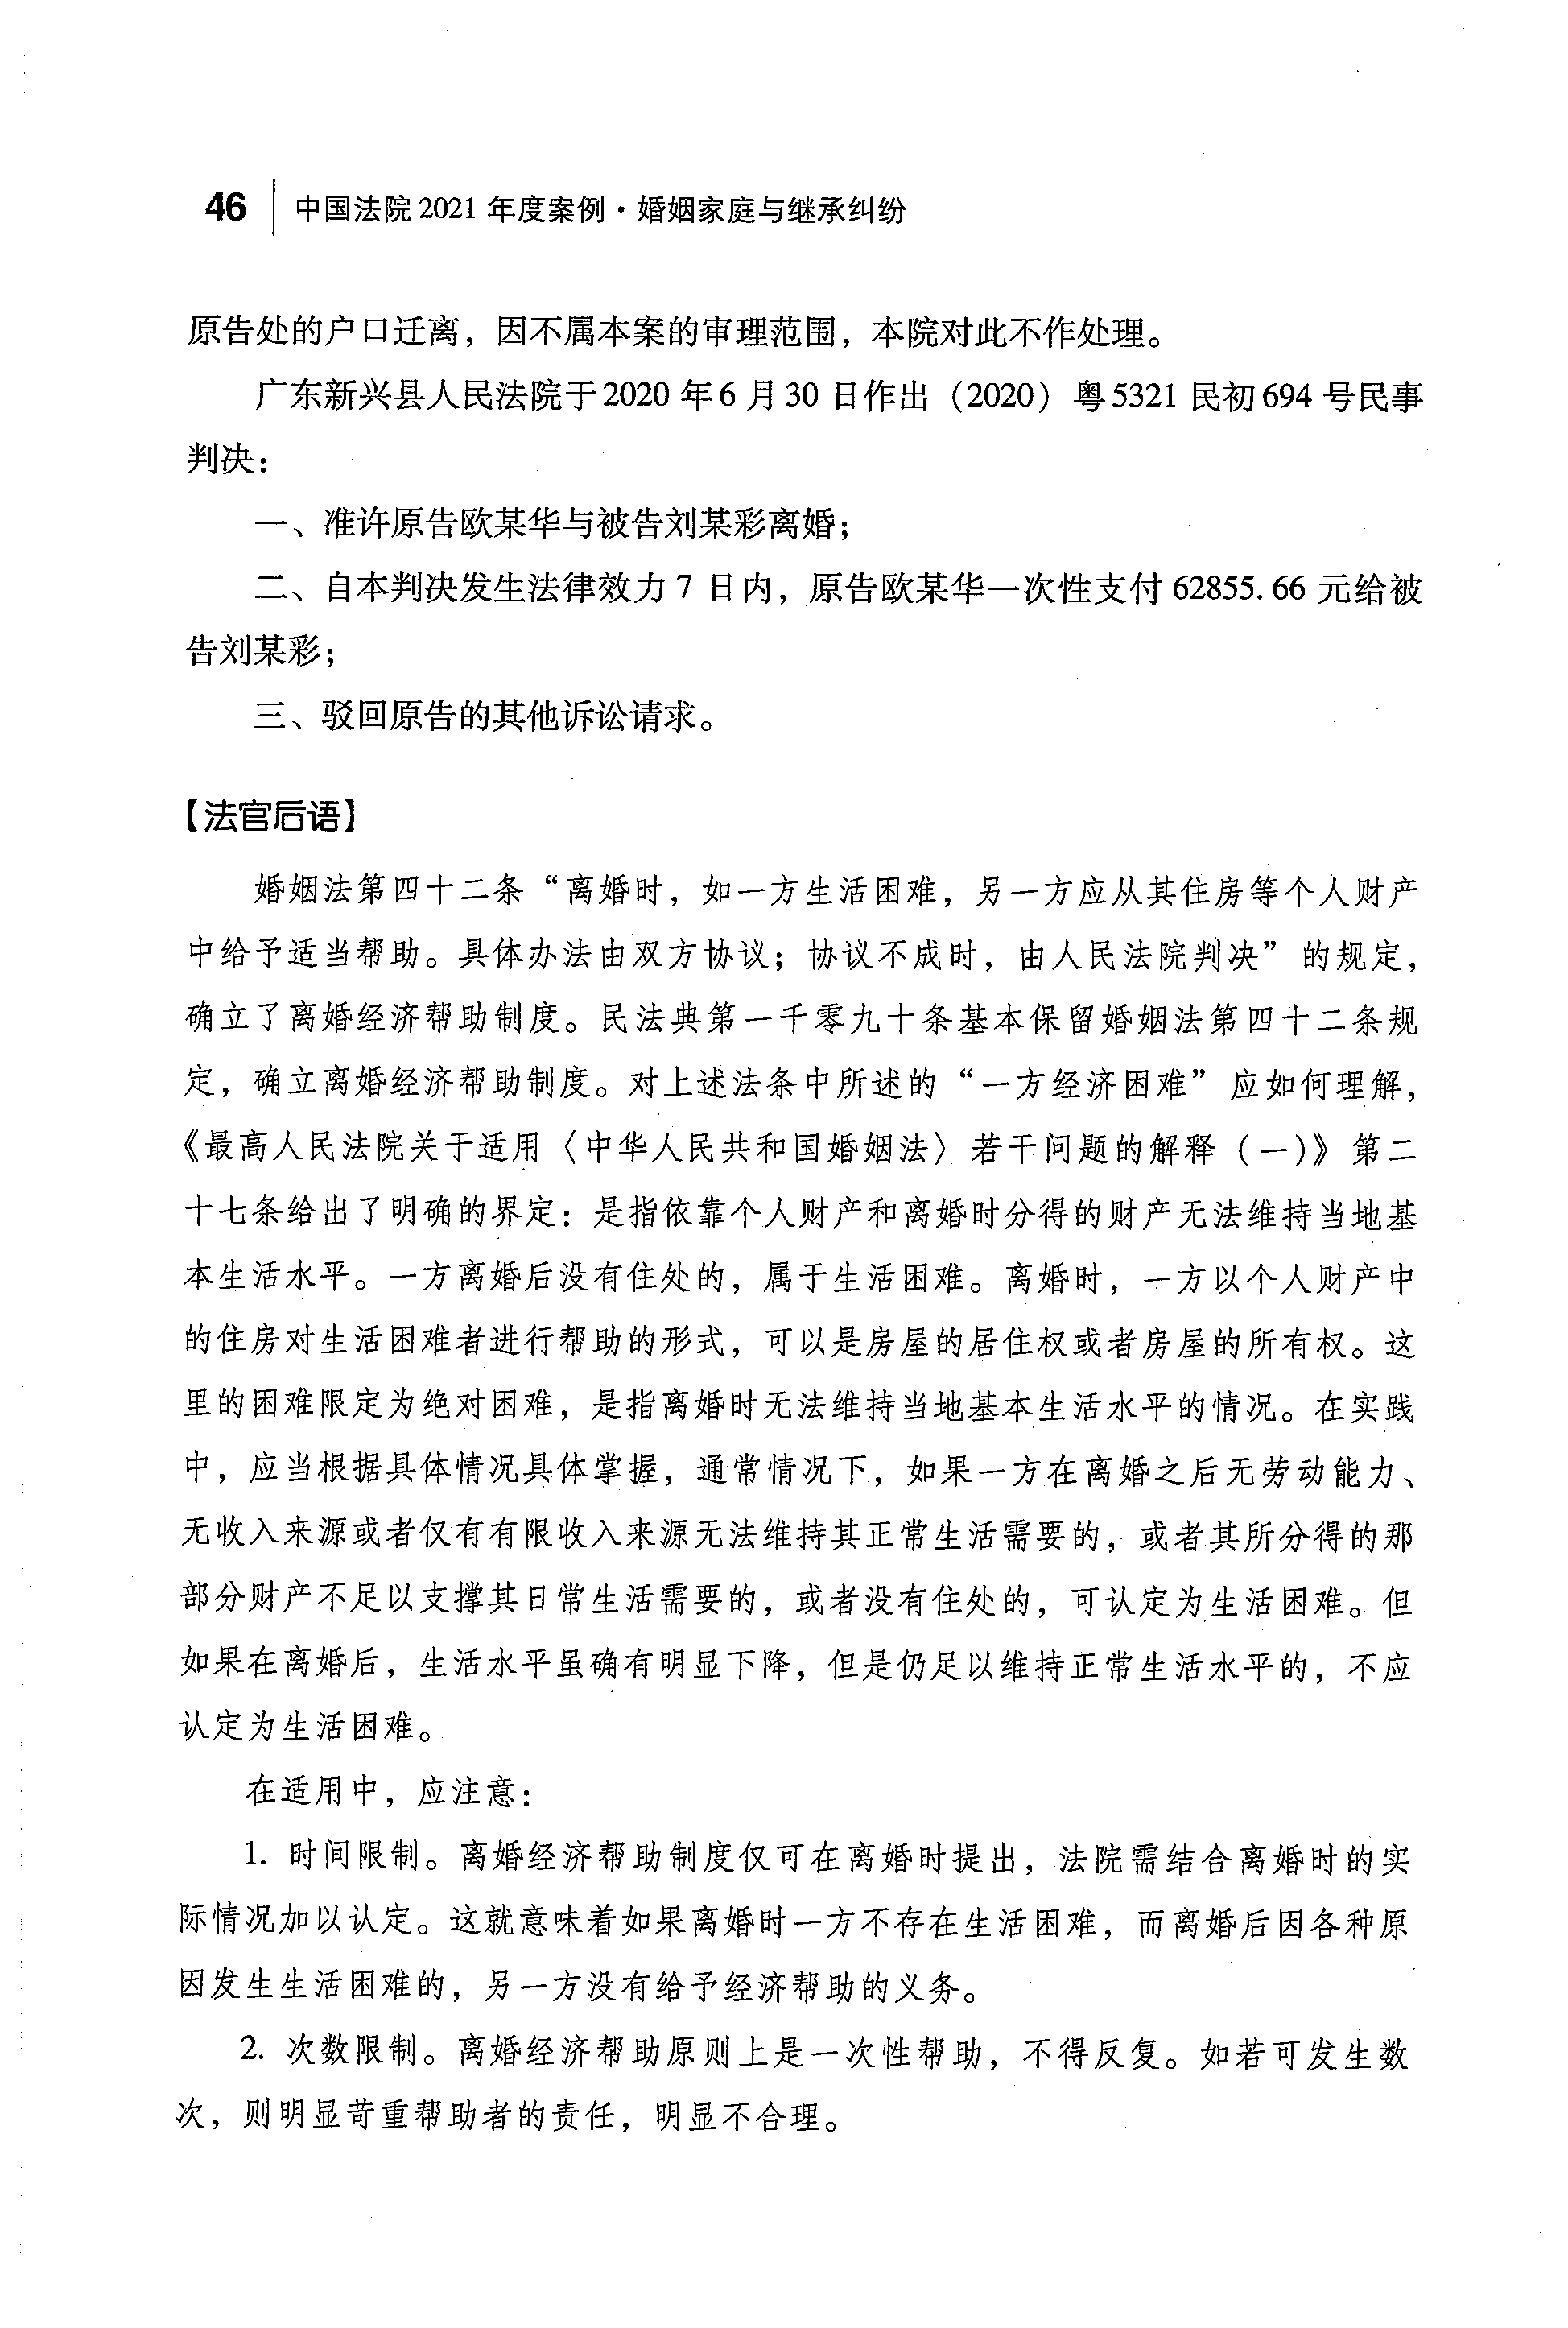 46 中国法院2021年度案例·婚姻家庭与继承纠纷
原告处的户口迁离，因不属本案的审理范围，本院对此不作处理。
广东新兴县人民法院于2020年6月30日作出（2020）粤5321民初694号民事
判决：
一、准许原告欧某华与被告刘某彩离婚；
二、自本判决发生法律效力7日内，原告欧某华一次性支付62855.66元给被
告刘某彩；
三、驳回原告的其他诉讼请求。
【法官后语】
婚姻法第四十二条“离婚时，如一方生活困难，另一方应从其住房等个人财产
中给予适当帮助。具体办法由双方协议；协议不成时，由人民法院判决”的规定，
确立了离婚经济帮助制度。民法典第一千零九十条基本保留婚姻法第四十二条规
定，确立离婚经济帮助制度。对上述法条中所述的“一方经济困难”应如何理解，
《最高人民法院关于适用〈中华人民共和国婚姻法〉若干问题的解释（一）》第二
十七条给出了明确的界定：是指依靠个人财产和离婚时分得的财产无法维持当地基
本生活水平。一方离婚后没有住处的，属于生活困难。离婚时，一方以个人财产中
的住房对生活困难者进行帮助的形式，可以是房屋的居住权或者房屋的所有权。这
里的困难限定为绝对困难，是指离婚时无法维持当地基本生活水平的情况。在实践
中，应当根据具体情况具体掌握，通常情况下，如果一方在离婚之后无劳动能力、
无收入来源或者仅有有限收入来源无法维持其正常生活需要的，或者其所分得的那
部分财产不足以支撑其日常生活需要的，或者没有住处的，可认定为生活困难。但
如果在离婚后，生活水平虽确有明显下降，但是仍足以维持正常生活水平的，不应
认定为生活困难。
在适用中，应注意：
1. 时间限制。离婚经济帮助制度仅可在离婚时提出，法院需结合离婚时的实
际情况加以认定。这就意味着如果离婚时一方不存在生活困难，而离婚后因各种原
因发生生活困难的，另一方没有给予经济帮助的义务。
2. 次数限制。离婚经济帮助原则上是一次性帮助，不得反复。如若可发生数
次，则明显苛重帮助者的责任，明显不合理。